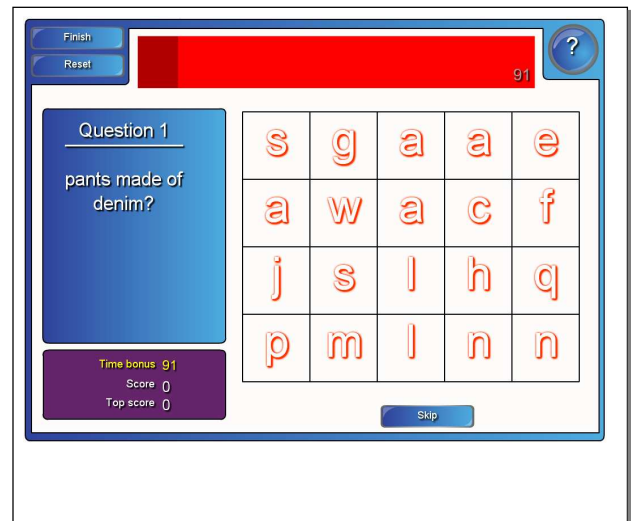 Finish
Reset
91
?
Question 1
pants made of
denim?
s g a a e
a w a c f
j s l h q
p m l n n
Time bonus 91
Score 0
Top score 0
Skip